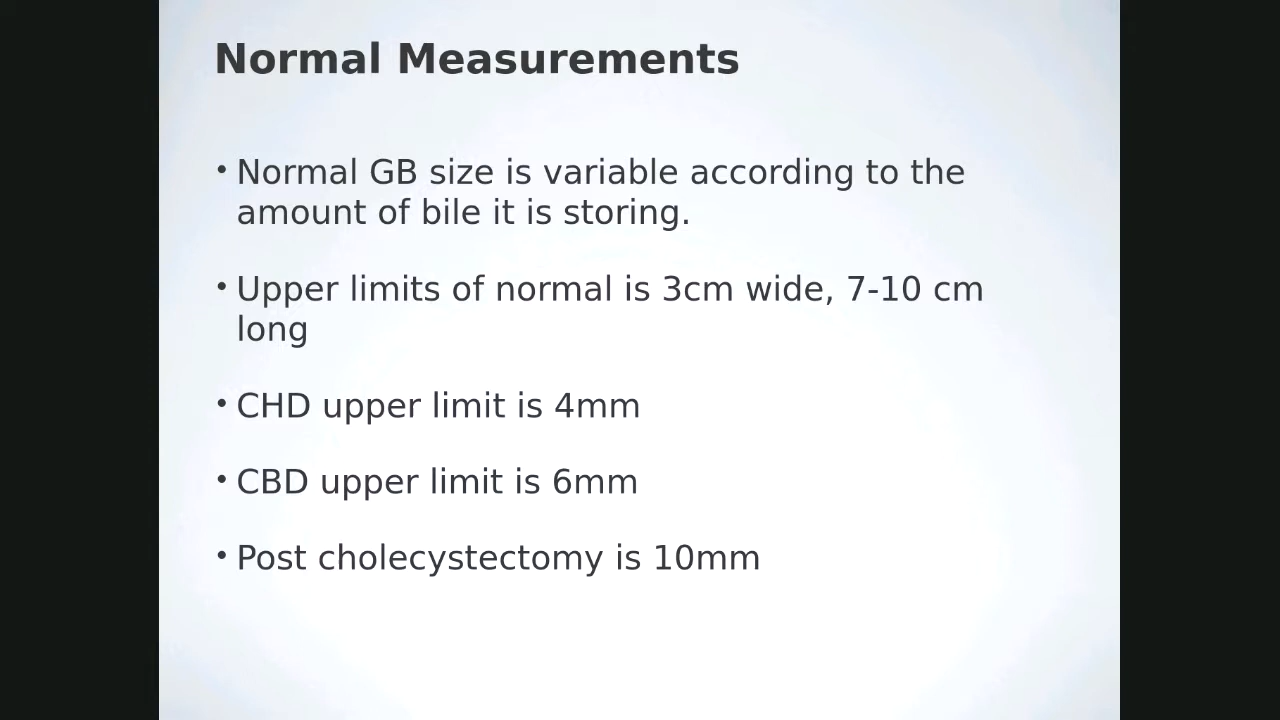 Normal Measurements
• Normal GB size is variable according to the
amount of bile it is storing.
• Upper limits of normal is 3cm wide, 7-10 cm
long
• CHD upper limit is 4mm
• CBD upper limit is 6mm
• Post cholecystectomy is 10mm